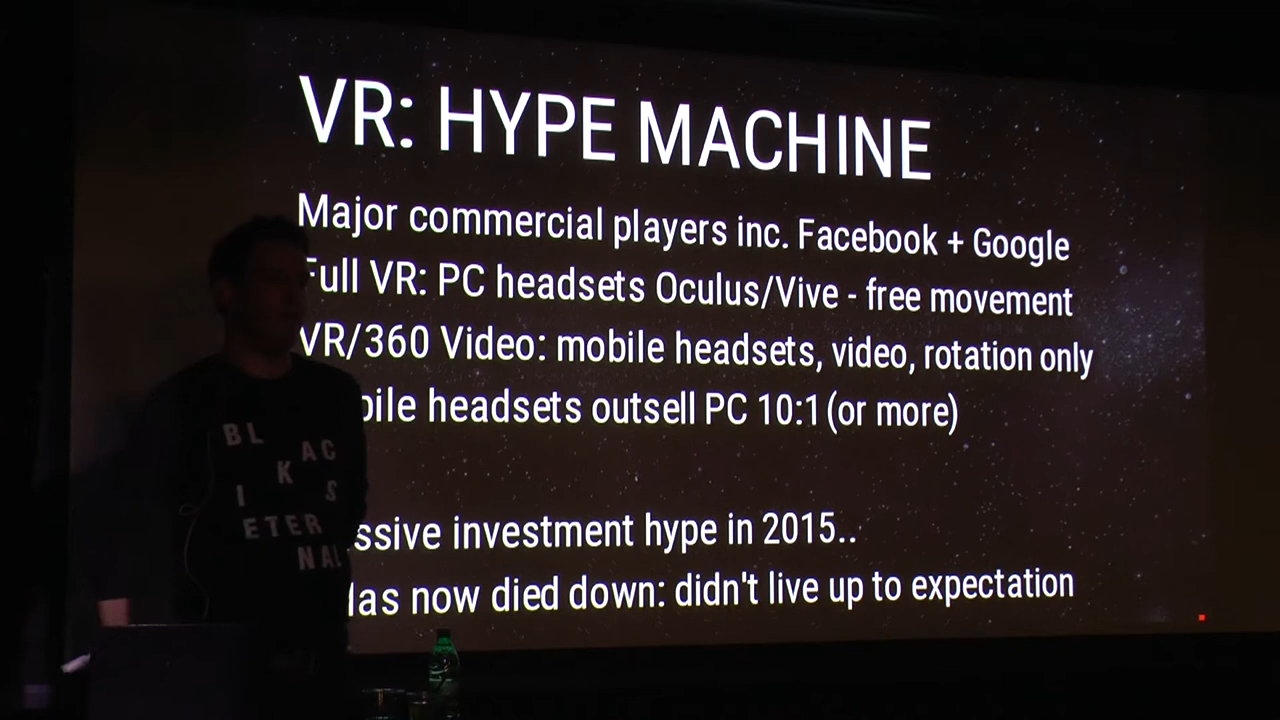 VR: HYPE MACHINE
Major commercial players inc. Facebook + Google
Full VR: PC headsets Oculus/Vive - free movement
VR/360 Video: mobile headsets, video, rotation only
bile headsets outsell PC 10:1 (or more)
ssive investment hype in 2015..
Has now died down: didn't live up to expectation
BL
AC
K
I S
ETER
NAL